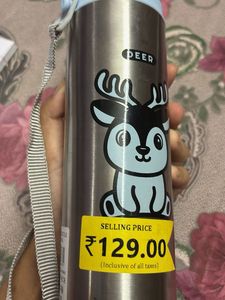 DEER
SELLING PRICE
₹129.00
(Inclusive of all taxes)